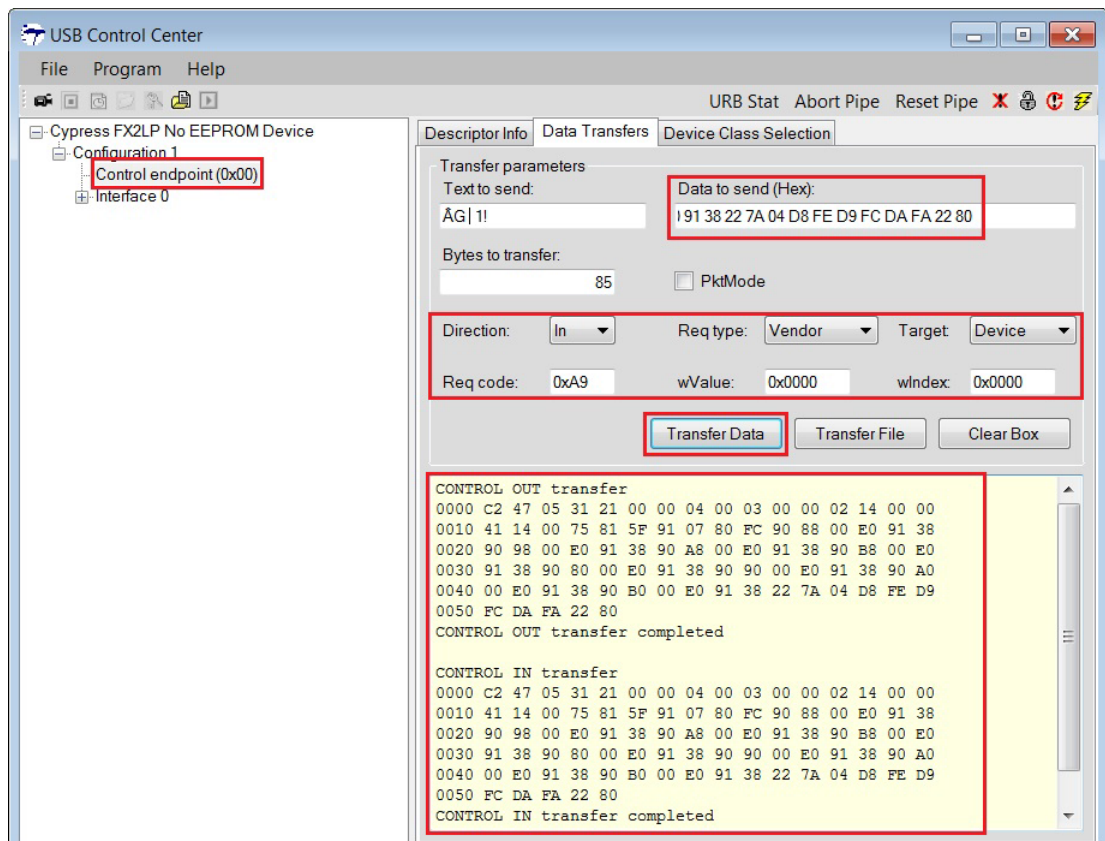 USB Control Center
File Program Help
URB Stat Abort Pipe Reset Pipe
Cypress FX2LP No EEPROM Device
Configuration 1
Control endpoint (0x00)
Interface 0
Descriptor Info Data Transfers Device Class Selection
Transfer parameters
Text to send: Data to send (Hex):
ÂG| 1! 91 38 22 7A 04 D8 FE D9 FC DA FA 22 80
Bytes to transfer:
85 PktMode
Direction: In Req type: Vendor Target: Device
Req code: 0xA9 wValue: 0x0000 wIndex: 0x0000
Transfer Data Transfer File Clear Box
CONTROL OUT transfer
0000 C2 47 05 31 21 00 00 04 00 03 00 00 02 14 00 00
0010 41 14 00 75 81 5F 91 07 80 FC 90 88 00 E0 91 38
0020 90 98 00 E0 91 38 90 A8 00 E0 91 38 90 B8 00 E0
0030 91 38 90 80 00 E0 91 38 90 90 00 E0 91 38 90 A0
0040 00 E0 91 38 90 B0 00 E0 91 38 22 7A 04 D8 FE D9
0050 FC DA FA 22 80
CONTROL OUT transfer completed
CONTROL IN transfer
0000 C2 47 05 31 21 00 00 04 00 03 00 00 02 14 00 00
0010 41 14 00 75 81 5F 91 07 80 FC 90 88 00 E0 91 38
0020 90 98 00 E0 91 38 90 A8 00 E0 91 38 90 B8 00 E0
0030 91 38 90 80 00 E0 91 38 90 90 00 E0 91 38 90 A0
0040 00 E0 91 38 90 B0 00 E0 91 38 22 7A 04 D8 FE D9
0050 FC DA FA 22 80
CONTROL IN transfer completed